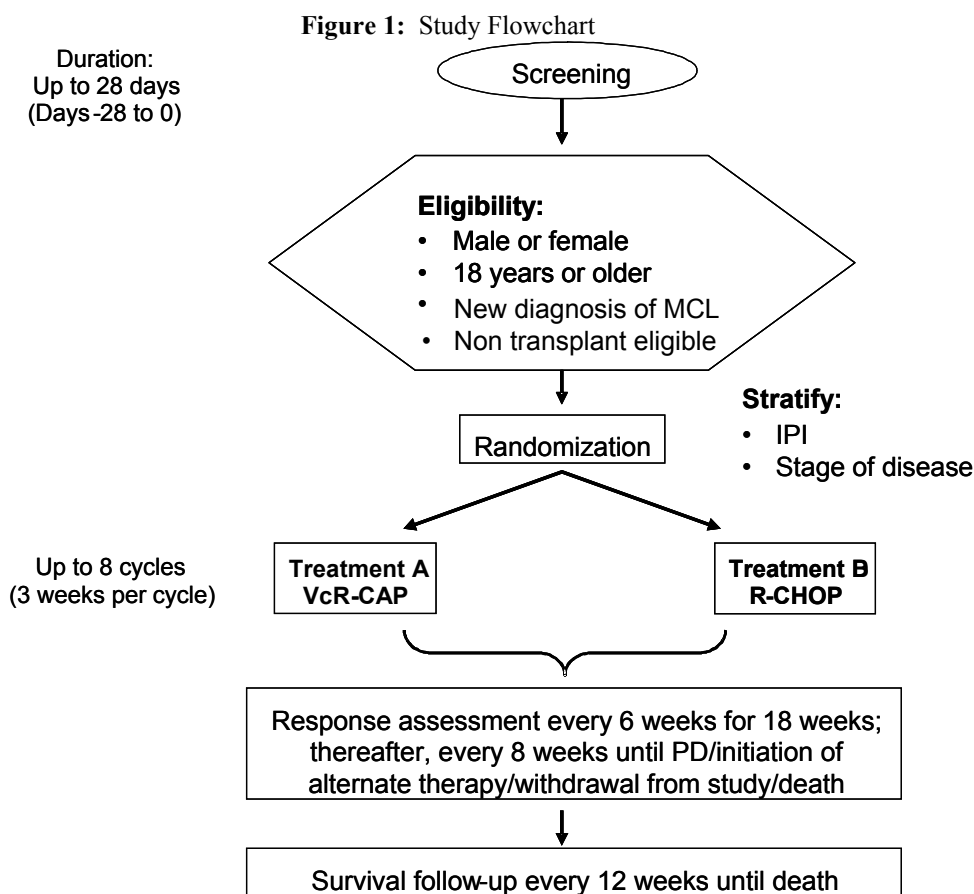 Figure 1: Study Flowchart
Duration:
Up to 28 days
(Days -28 to 0)
Screening
Eligibility:
• Male or female
• 18 years or older
• New diagnosis of MCL
• Non transplant eligible
Stratify:
• IPI
• Stage of disease
Randomization
Up to 8 cycles
(3 weeks per cycle)
Treatment A
VcR-CAP
Treatment B
R-CHOP
Response assessment every 6 weeks for 18 weeks;
thereafter, every 8 weeks until PD/initiation of
alternate therapy/withdrawal from study/death
Survival follow-up every 12 weeks until death